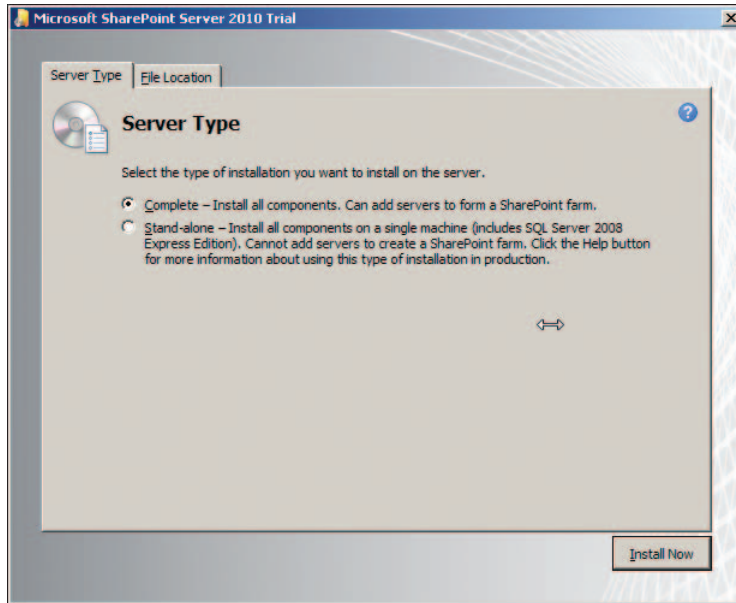 Microsoft SharePoint Server 2010 Trial
Server Type
File Location
Server Type
Select the type of installation you want to install on the server.
Complete – Install all components. Can add servers to form a SharePoint farm.
Stand-alone – Install all components on a single machine (includes SQL Server 2008
Express Edition). Cannot add servers to create a SharePoint farm. Click the Help button
for more information about using this type of installation in production.
Install Now